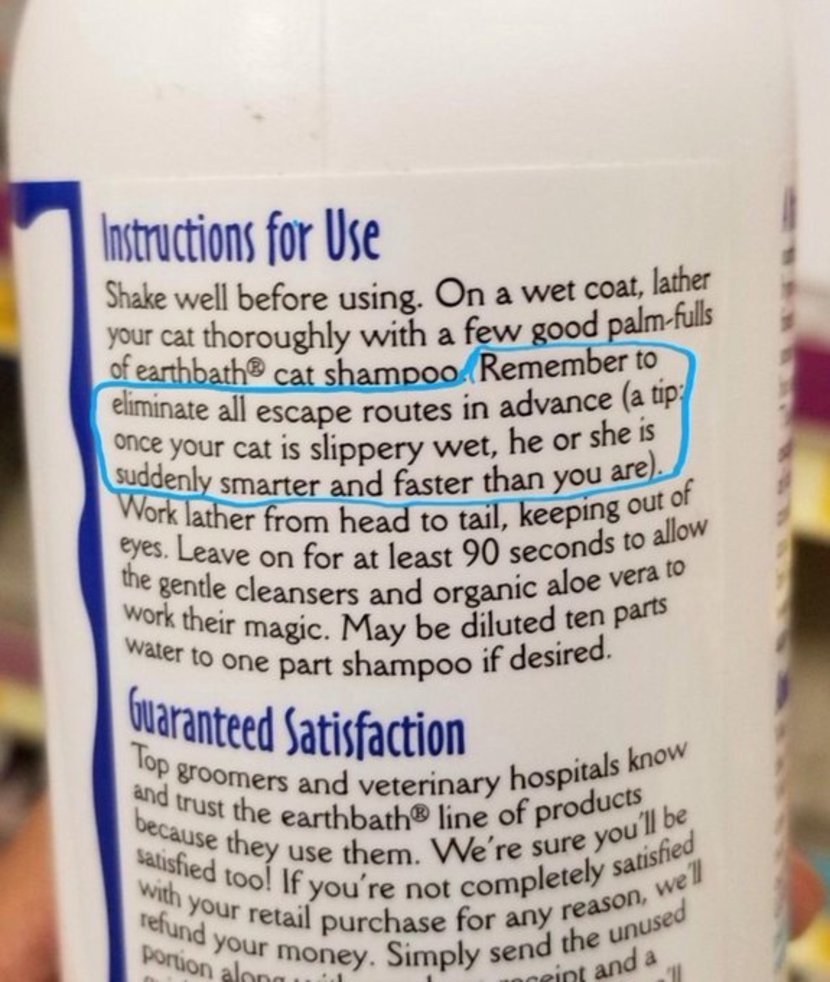 Instructions for Use
Shake well before using. On a wet coat, lather
your cat thoroughly with a few good palm-fulls
of earthbath® cat shampoo. Remember to
eliminate all escape routes in advance (a tip:
once your cat is slippery wet, he or she is
suddenly smarter and faster than you are).
Work lather from head to tail, keeping out of
eyes. Leave on for at least 90 seconds to allow
the gentle cleansers and organic aloe vera to
work their magic. May be diluted ten parts
water to one part shampoo if desired.
Guaranteed Satisfaction
Top groomers and veterinary hospitals know
and trust the earthbath® line of products
because they use them. We're sure you'll be
satisfied too! If you're not completely satisfied
with your retail purchase for any reason, we'll
refund your money. Simply send the unused
portion along and a